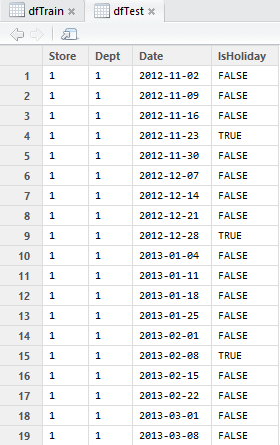 dfTrain dfTest
Store Dept Date IsHoliday
1 1 1 2012-11-02 FALSE
2 1 1 2012-11-09 FALSE
3 1 1 2012-11-16 FALSE
4 1 1 2012-11-23 TRUE
5 1 1 2012-11-30 FALSE
6 1 1 2012-12-07 FALSE
7 1 1 2012-12-14 FALSE
8 1 1 2012-12-21 FALSE
9 1 1 2012-12-28 TRUE
10 1 1 2013-01-04 FALSE
11 1 1 2013-01-11 FALSE
12 1 1 2013-01-18 FALSE
13 1 1 2013-01-25 FALSE
14 1 1 2013-02-01 FALSE
15 1 1 2013-02-08 TRUE
16 1 1 2013-02-15 FALSE
17 1 1 2013-02-22 FALSE
18 1 1 2013-03-01 FALSE
19 1 1 2013-03-08 FALSE